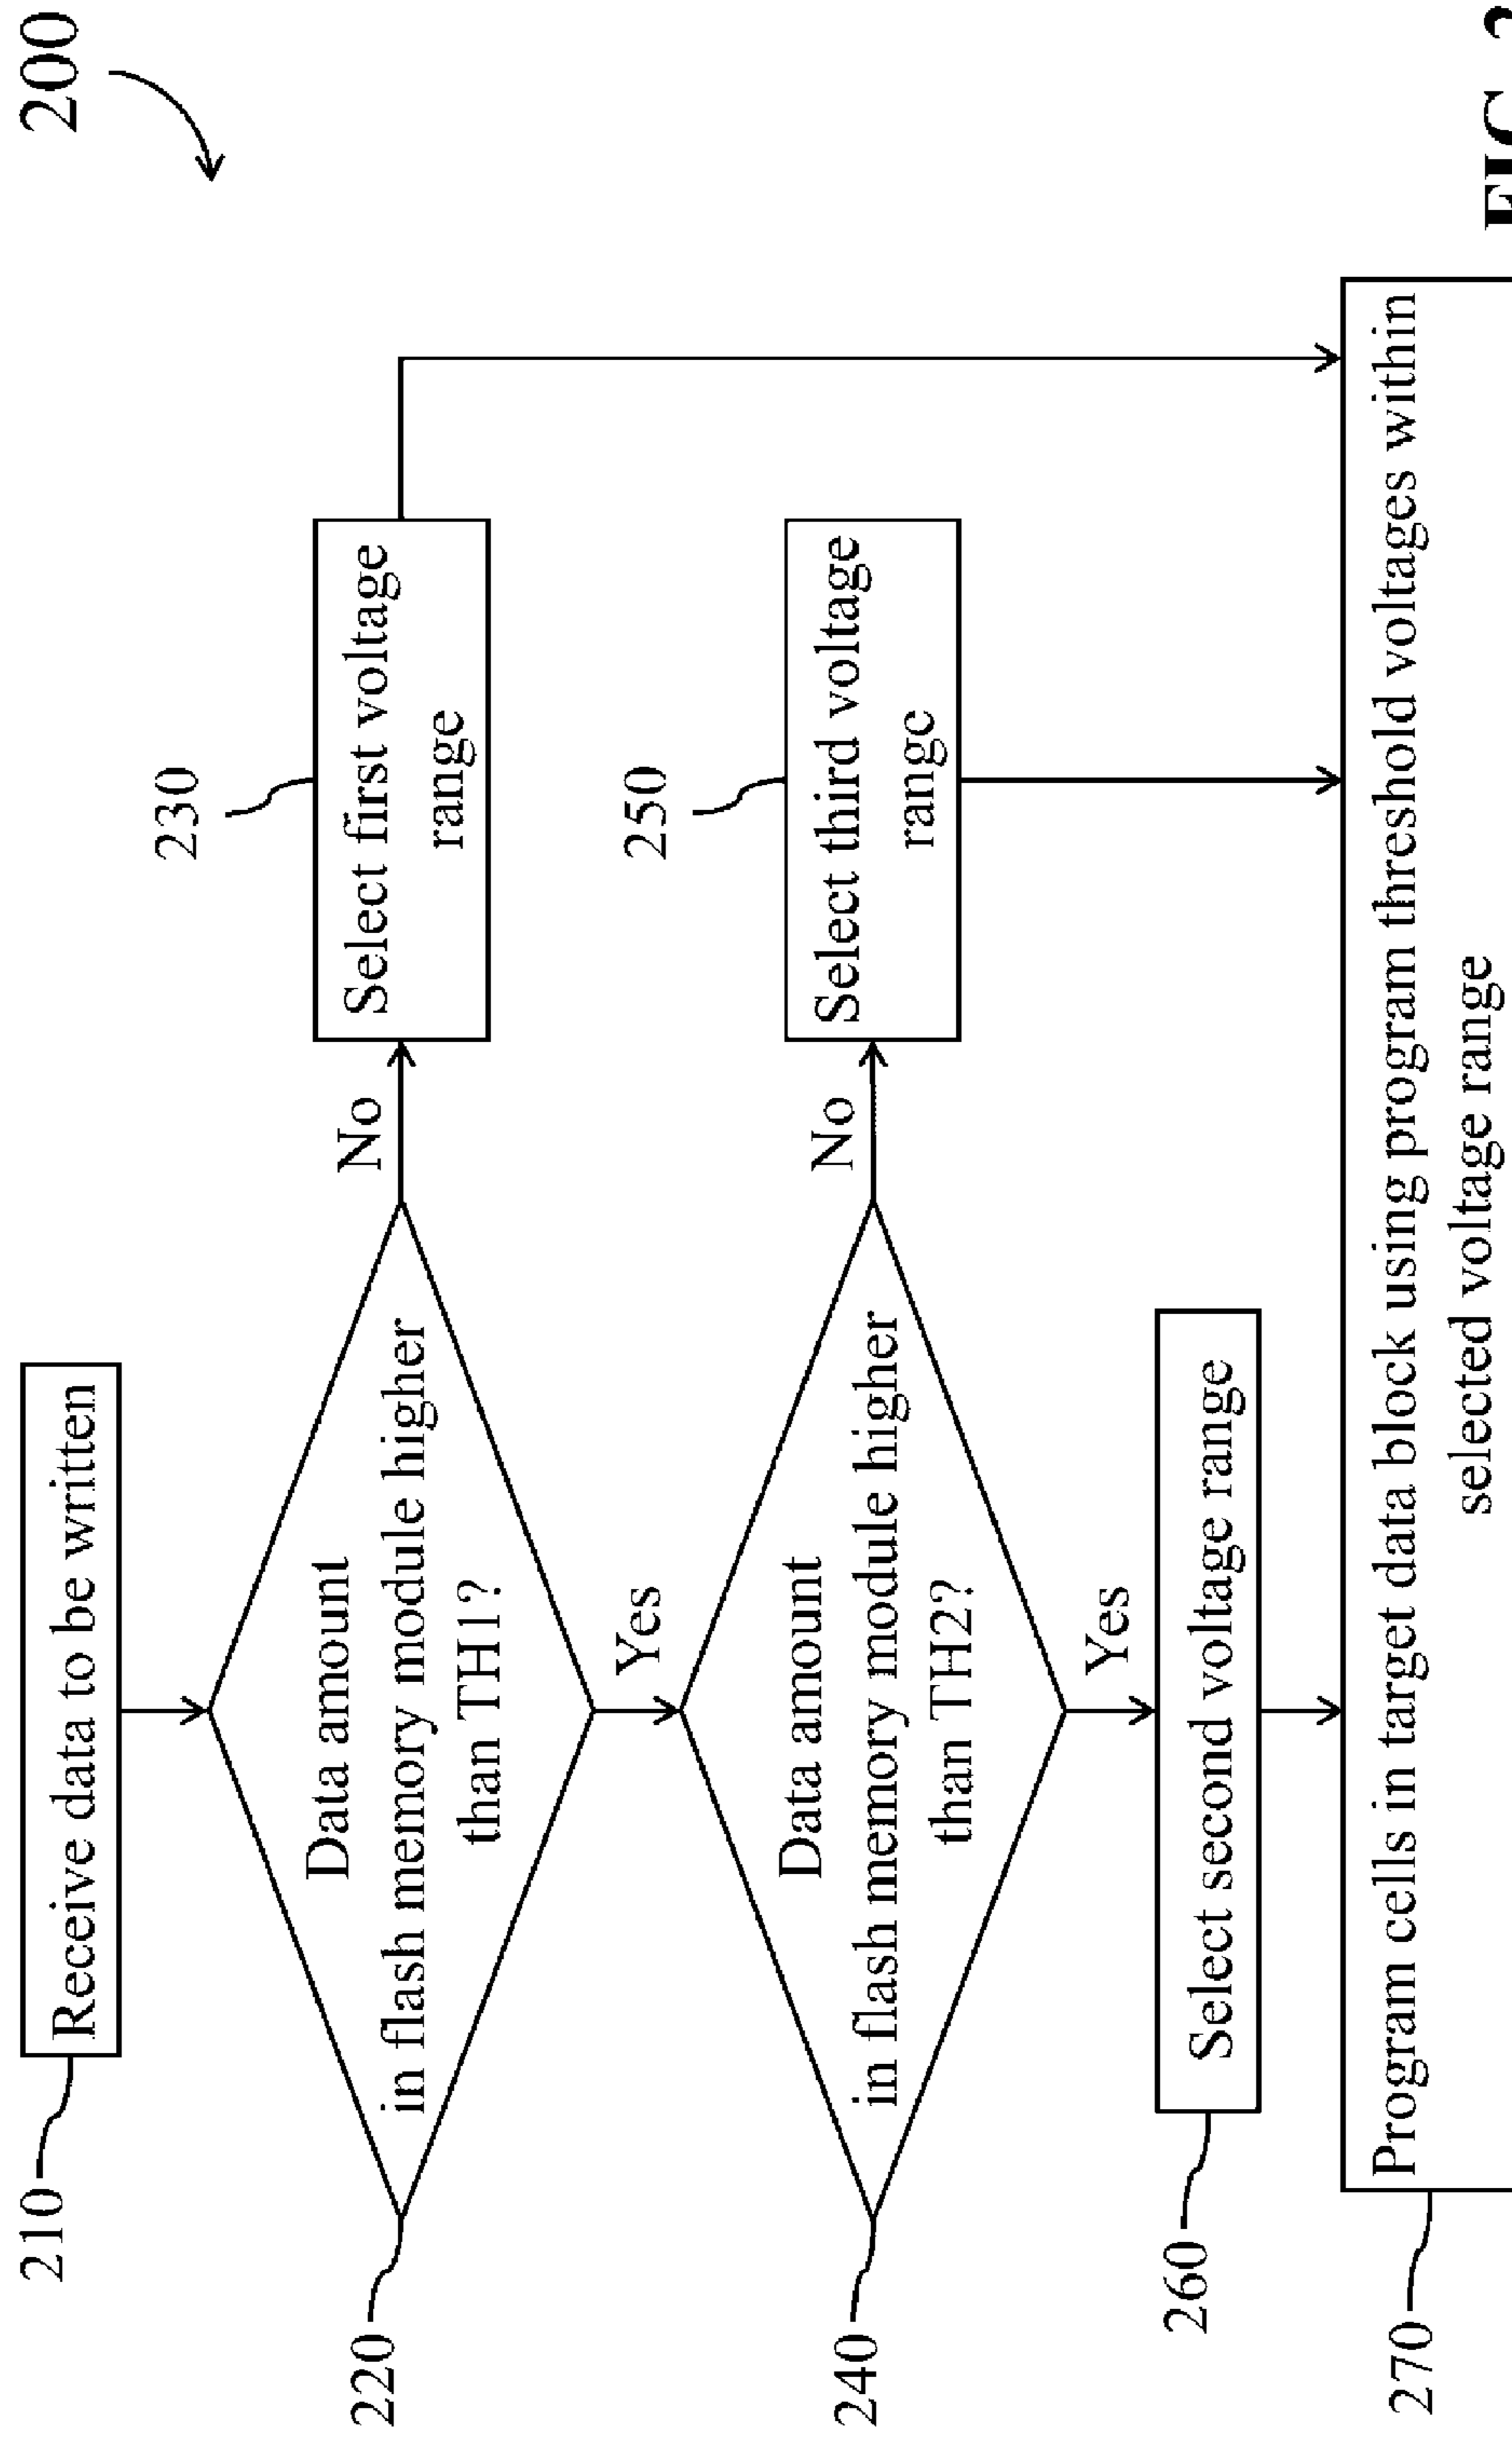 200
210
Receive data to be written
220
Data amount
in flash memory module higher
than TH1?
No
230
Select first voltage
range
Yes
240
Data amount
in flash memory module higher
than TH2?
No
250
Select third voltage
range
Yes
260
Select second voltage range
270
Program cells in target data block using program threshold voltages within
selected voltage range